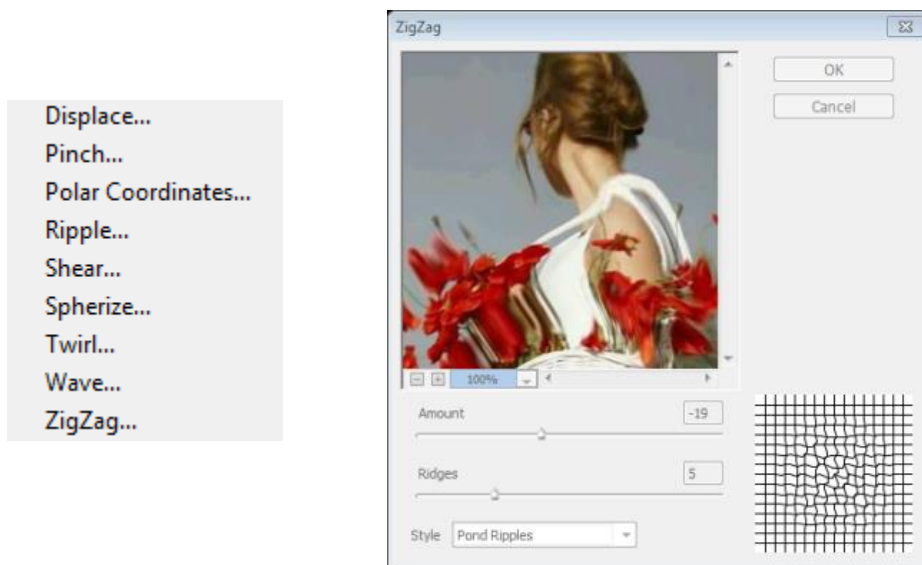 Displace...
Pinch...
Polar Coordinates...
Ripple...
Shear...
Spherize...
Twirl...
Wave...
ZigZag...
ZigZag
OK
Cancel
100%
Amount -19
Ridges 5
Style Pond Ripples